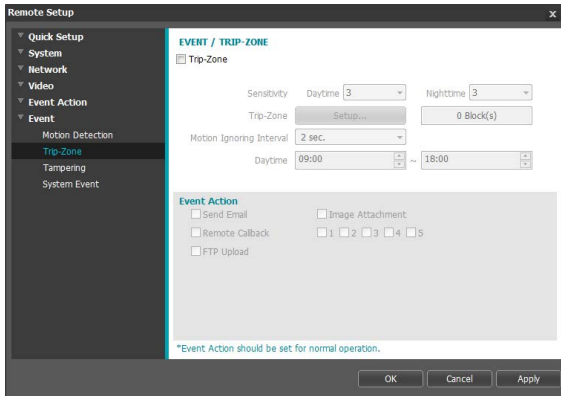 Remote Setup
x
Quick Setup
System
Network
Video
Event Action
Event
Motion Detection
Trip-Zone
Tampering
System Event
EVENT / TRIP-ZONE
Trip-Zone
Sensitivity Daytime 3 Nighttime 3
Trip-Zone Setup... 0 Block(s)
Motion Ignoring Interval 2 sec.
Daytime 09:00 ~ 18:00
Event Action
Send Email Image Attachment
Remote Callback 1 2 3 4 5
FTP Upload
*Event Action should be set for normal operation.
OK Cancel Apply